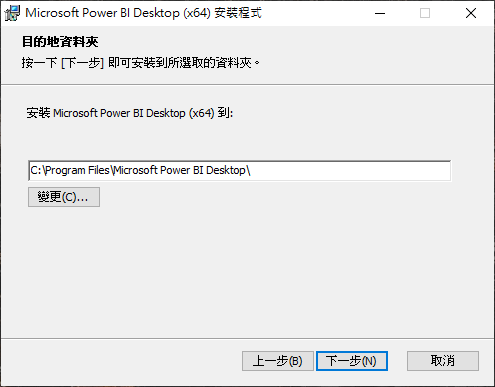 Microsoft Power BI Desktop (x64) 安裝程式
目的地資料夾
按一下 [下一步] 即可安裝到所選取的資料夾。
安裝 Microsoft Power BI Desktop (x64) 到:
C:\Program Files\Microsoft Power BI Desktop\
變更(C)...
上一步(B) 下一步(N) 取消